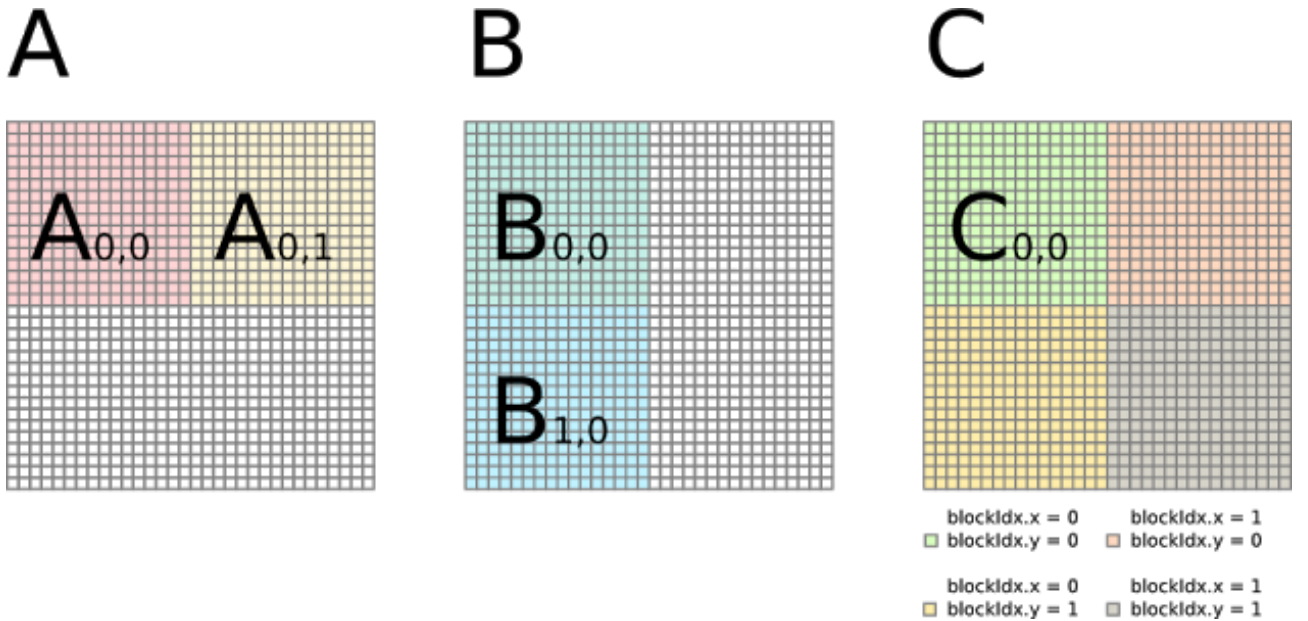 A B C
A0,0 A0,1 B0,0 C0,0
B1,0
blockIdx.x = 0 blockIdx.x = 1
blockIdx.y = 0 blockIdx.y = 0
blockIdx.x = 0 blockIdx.x = 1
blockIdx.y = 1 blockIdx.y = 1